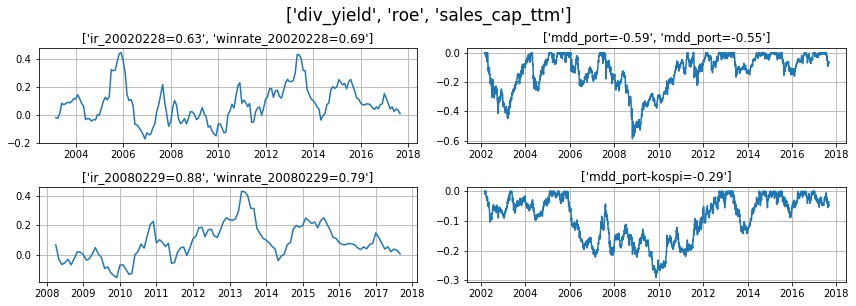 ['div_yield', 'roe', 'sales_cap_ttm']
['ir_20020228=0.63', 'winrate_20020228=0.69']
0.4
0.2
0.0
−0.2
2004 2006 2008 2010 2012 2014 2016 2018
['mdd_port=-0.59', 'mdd_port=-0.55']
0.0
−0.2
−0.4
−0.6
2002 2004 2006 2008 2010 2012 2014 2016 2018
['ir_20080229=0.88', 'winrate_20080229=0.79']
0.4
0.2
0.0
2008 2009 2010 2011 2012 2013 2014 2015 2016 2017 2018
['mdd_port-kospi=-0.29']
0.0
−0.1
−0.2
−0.3
2002 2004 2006 2008 2010 2012 2014 2016 2018